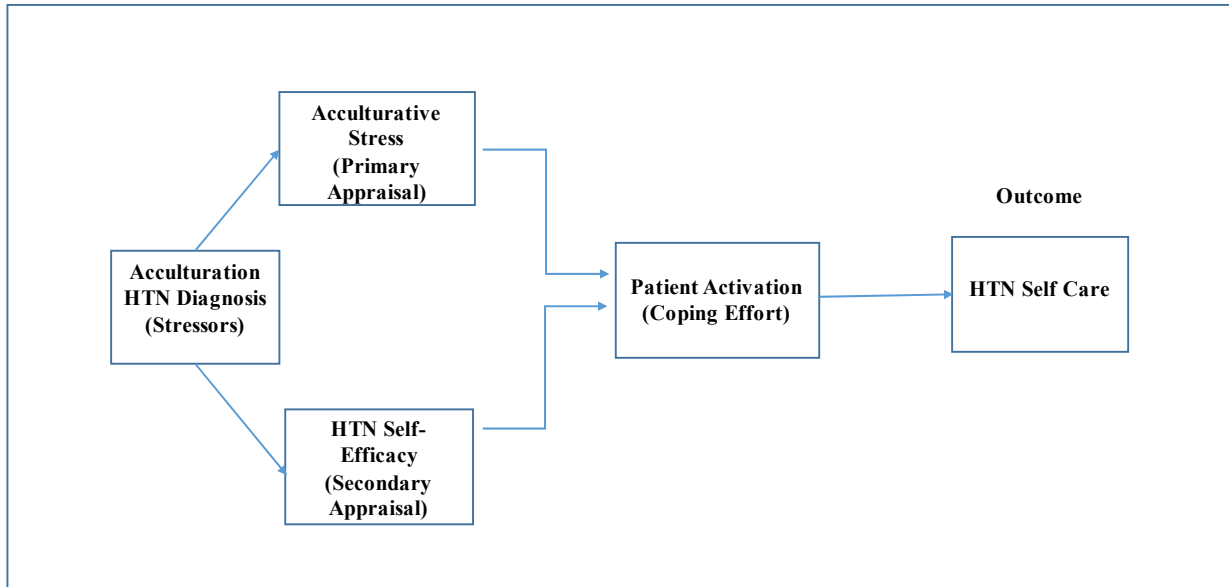 Acculturative
Stress
(Primary
Appraisal)
Acculturation
HTN Diagnosis
(Stressors)
HTN Self-
Efficacy
(Secondary
Appraisal)
Patient Activation
(Coping Effort)
Outcome
HTN Self Care